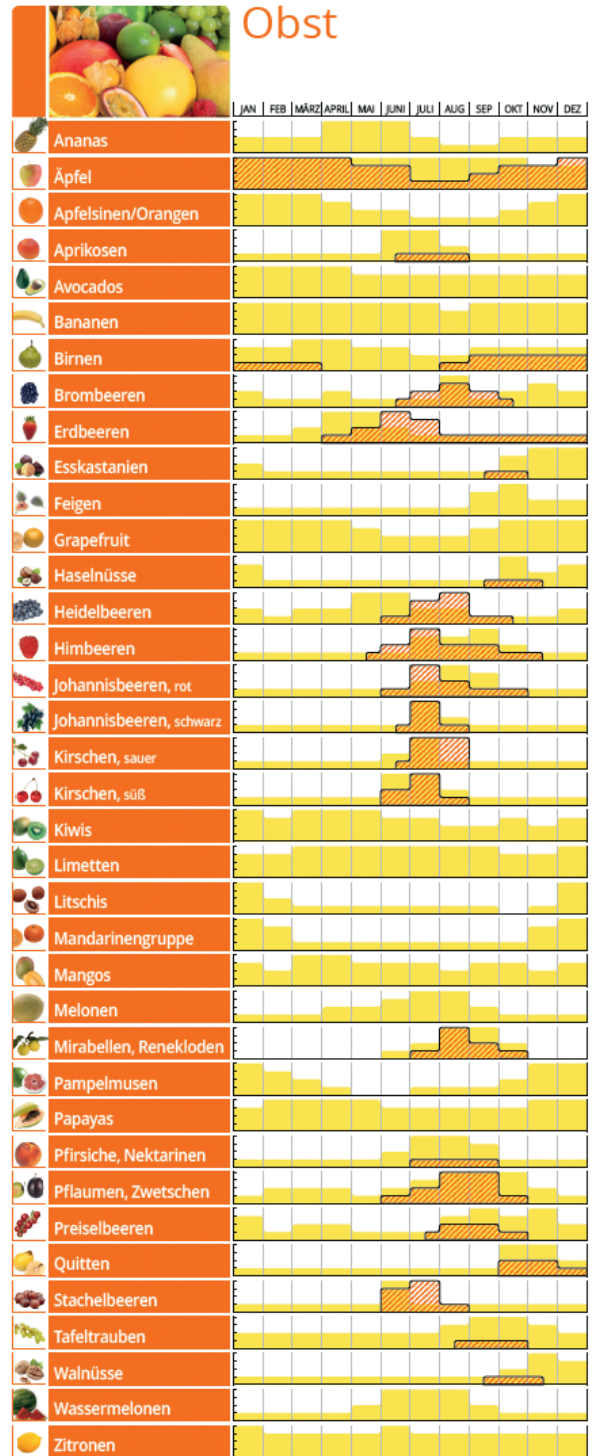 Obst
JAN FEB MÄRZ APRIL MAI JUNI JULI AUG SEP OKT NOV DEZ
Ananas
Äpfel
Apfelsinen/Orangen
Aprikosen
Avocados
Bananen
Birnen
Brombeeren
Erdbeeren
Esskastanien
Feigen
Grapefruit
Haselnüsse
Heidelbeeren
Himbeeren
Johannisbeeren, rot
Johannisbeeren, schwarz
Kirschen, sauer
Kirschen, süß
Kiwis
Limetten
Litschis
Mandarinengruppe
Mangos
Melonen
Mirabellen, Renekloden
Pampelmusen
Papayas
Pfirsiche, Nektarinen
Pflaumen, Zwetschen
Preiselbeeren
Quitten
Stachelbeeren
Tafeltrauben
Walnüsse
Wassermelonen
Zitronen